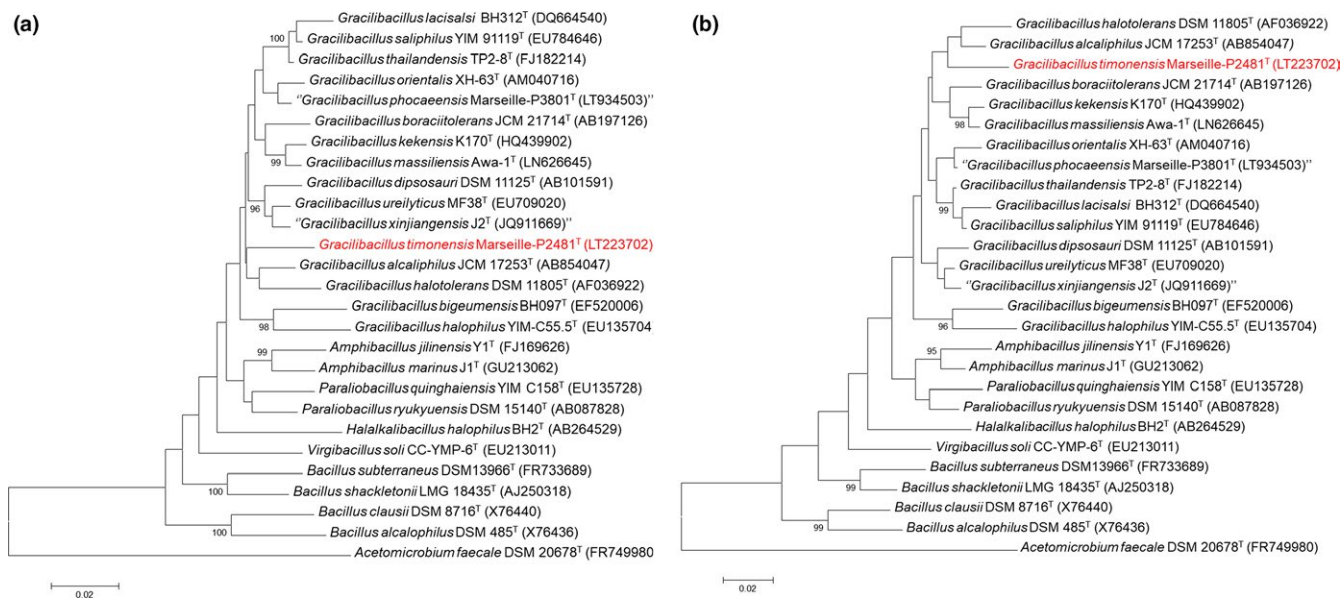 (a)
Gracilibacillus lacisalsi BH312ᵀ (DQ664540)
100
Gracilibacillus saliphilus YIM 91119ᵀ (EU784646)
Gracilibacillus thailandensis TP2-8ᵀ (FJ182214)
Gracilibacillus orientalis XH-63ᵀ (AM040716)
"Gracilibacillus phocaeensis Marseille-P3801ᵀ (LT934503)"
Gracilibacillus boraciitolerans JCM 21714ᵀ (AB197126)
Gracilibacillus kekensis K170ᵀ (HQ439902)
99
Gracilibacillus massiliensis Awa-1ᵀ (LN626645)
Gracilibacillus dipsosauri DSM 11125ᵀ (AB101591)
96
Gracilibacillus ureilyticus MF38ᵀ (EU709020)
"Gracilibacillus xinjiangensis J2ᵀ (JQ911669)"
Gracilibacillus timonensis Marseille-P2481ᵀ (LT223702)
Gracilibacillus alcaliphilus JCM 17253ᵀ (AB854047)
Gracilibacillus halotolerans DSM 11805ᵀ (AF036922)
Gracilibacillus bigeumensis BH097ᵀ (EF520006)
98
Gracilibacillus halophilus YIM-C55.5ᵀ (EU135704
99
Amphibacillus jilinensis Y1ᵀ (FJ169626)
Amphibacillus marinus J1ᵀ (GU213062)
Paraliobacillus quinghaiensis YIM C158ᵀ (EU135728)
Paraliobacillus ryukyuensis DSM 15140ᵀ (AB087828)
Halalkalibacillus halophilus BH2ᵀ (AB264529)
Virgibacillus soli CC-YMP-6ᵀ (EU213011)
Bacillus subterraneus DSM13966ᵀ (FR733689)
100
Bacillus shackletonii LMG 18435ᵀ (AJ250318)
Bacillus clausii DSM 8716ᵀ (X76440)
100
Bacillus alcalophilus DSM 485ᵀ (X76436)
Acetomicrobium faecale DSM 20678ᵀ (FR749980)
0.02
(b)
Gracilibacillus halotolerans DSM 11805ᵀ (AF036922)
Gracilibacillus alcaliphilus JCM 17253ᵀ (AB854047)
Gracilibacillus timonensis Marseille-P2481ᵀ (LT223702)
Gracilibacillus boraciitolerans JCM 21714ᵀ (AB197126)
Gracilibacillus kekensis K170ᵀ (HQ439902)
98
Gracilibacillus massiliensis Awa-1ᵀ (LN626645)
Gracilibacillus orientalis XH-63ᵀ (AM040716)
"Gracilibacillus phocaeensis Marseille-P3801ᵀ (LT934503)"
Gracilibacillus thailandensis TP2-8ᵀ (FJ182214)
99
Gracilibacillus lacisalsi BH312ᵀ (DQ664540)
Gracilibacillus saliphilus YIM 91119ᵀ (EU784646)
Gracilibacillus dipsosauri DSM 11125ᵀ (AB101591)
Gracilibacillus ureilyticus MF38ᵀ (EU709020)
"Gracilibacillus xinjiangensis J2ᵀ (JQ911669)"
Gracilibacillus bigeumensis BH097ᵀ (EF520006)
96
Gracilibacillus halophilus YIM-C55.5ᵀ (EU135704)
95
Amphibacillus jilinensis Y1ᵀ (FJ169626)
Amphibacillus marinus J1ᵀ (GU213062)
Paraliobacillus quinghaiensis YIM C158ᵀ (EU135728)
Paraliobacillus ryukyuensis DSM 15140ᵀ (AB087828)
Halalkalibacillus halophilus BH2ᵀ (AB264529)
Virgibacillus soli CC-YMP-6ᵀ (EU213011)
Bacillus subterraneus DSM13966ᵀ (FR733689)
99
Bacillus shackletonii LMG 18435ᵀ (AJ250318)
Bacillus clausii DSM 8716ᵀ (X76440)
99
Bacillus alcalophilus DSM 485ᵀ (X76436)
Acetomicrobium faecale DSM 20678ᵀ (FR749980)
0.02